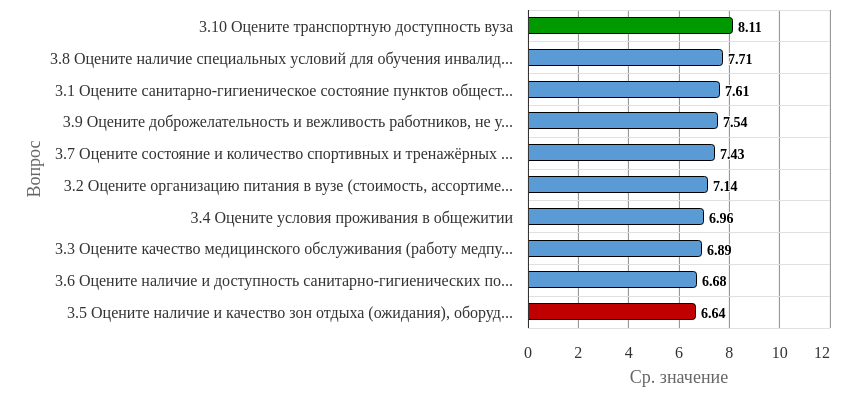 3.10 Оцените транспортную доступность вуза 8.11
3.8 Оцените наличие специальных условий для обучения инвалид... 7.71
3.1 Оцените санитарно-гигиеническое состояние пунктов общест... 7.61
3.9 Оцените доброжелательность и вежливость работников, не у... 7.54
3.7 Оцените состояние и количество спортивных и тренажёрных ... 7.43
3.2 Оцените организацию питания в вузе (стоимость, ассортиме... 7.14
3.4 Оцените условия проживания в общежитии 6.96
3.3 Оцените качество медицинского обслуживания (работу медпу... 6.89
3.6 Оцените наличие и доступность санитарно-гигиенических по... 6.68
3.5 Оцените наличие и качество зон отдыха (ожидания), оборуд... 6.64
Вопрос
0 2 4 6 8 10 12
Ср. значение